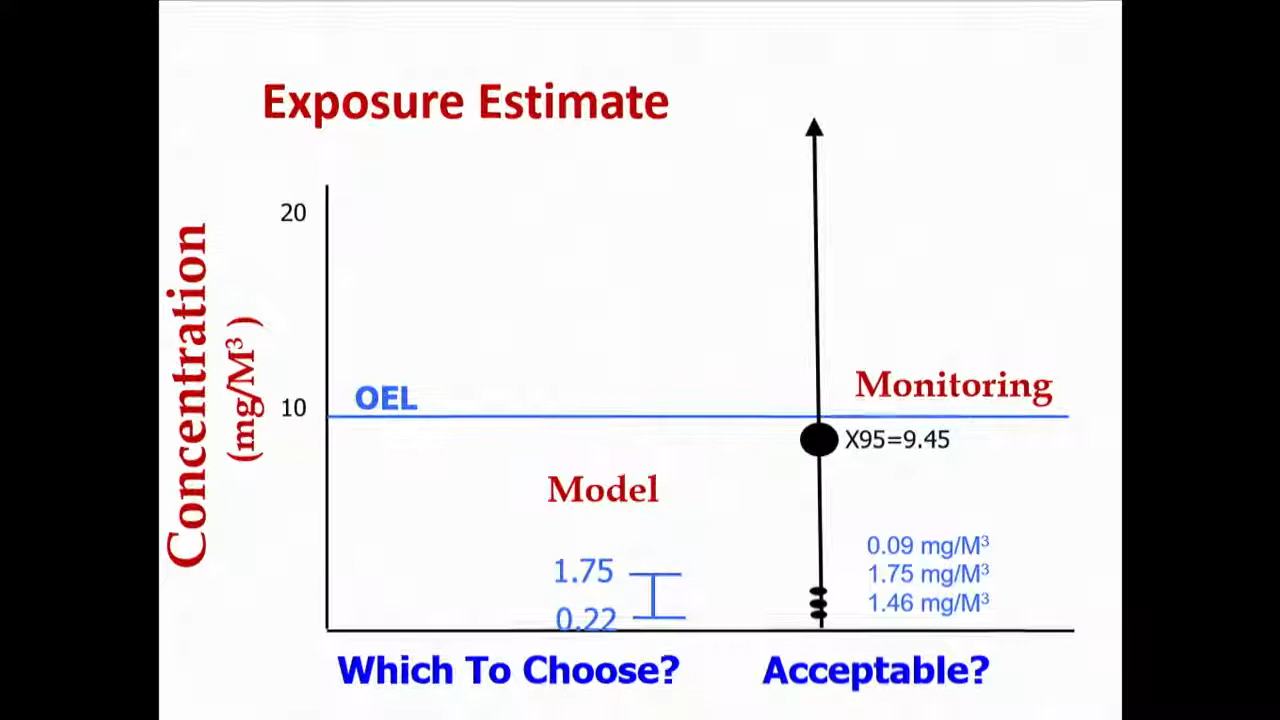 Exposure Estimate
Concentration
(mg/M³ )
20
10
OEL
Monitoring
X95=9.45
Model
1.75
0.22
0.09 mg/M³
1.75 mg/M³
1.46 mg/M³
Which To Choose?
Acceptable?